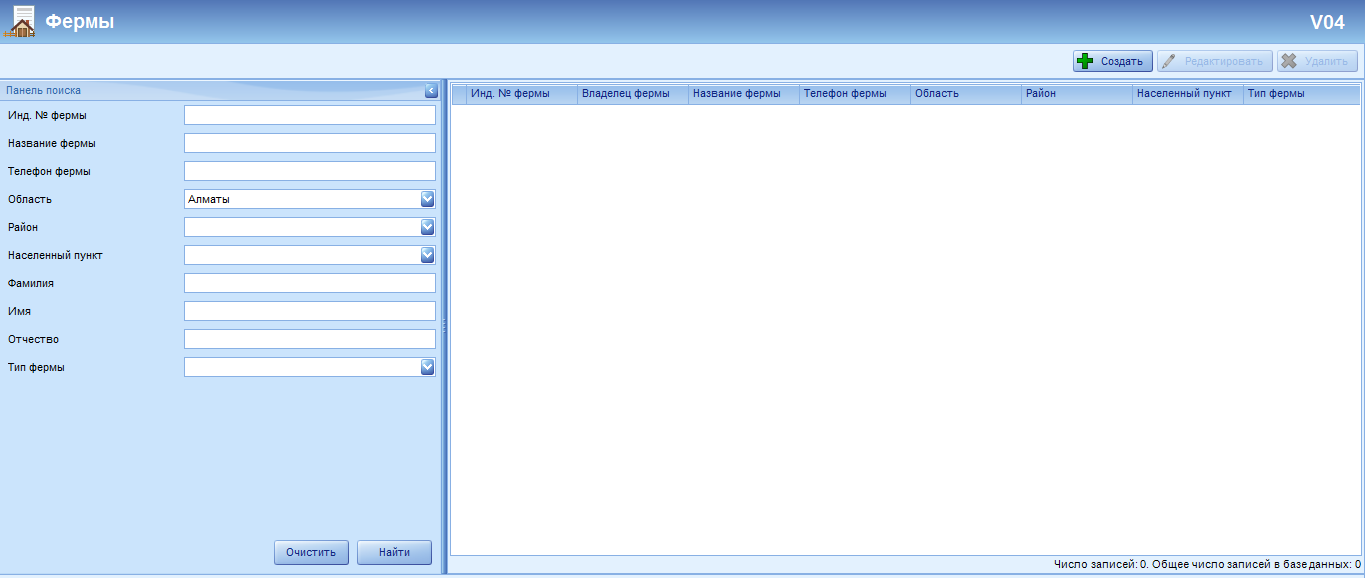 Фермы
V04
Создать Редактировать Удалить
Панель поиска
Инд. № фермы
Название фермы
Телефон фермы
Область Алматы
Район
Населенный пункт
Фамилия
Имя
Отчество
Тип фермы
Очистить Найти
Инд. № фермы Владелец фермы Название фермы Телефон фермы Область Район Населенный пункт Тип фермы
Число записей: 0. Общее число записей в базе данных: 0